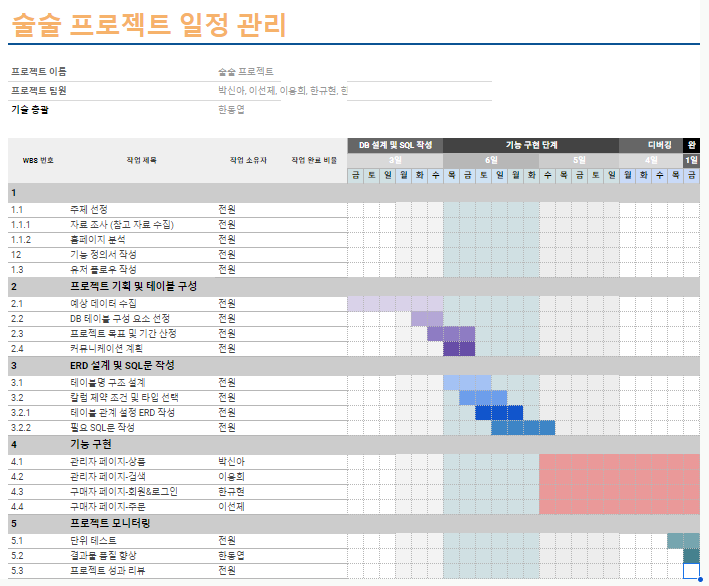 술술 프로젝트 일정 관리
프로젝트 이름 술술 프로젝트
프로젝트 팀원 박신아, 이선제, 이용희, 한규현, 한
기술 총괄 한동엽
DB 설계 및 SQL 작성 기능 구현 단계 디버깅 완
WBS 번호 작업 제목 작업 소유자 작업 완료 비율 3일 6일 5일 4일 1일
금 토 일 월 화 수 목 금 토 일 월 화 수 목 금 토 일 월 화 수 목 금
1
1.1 주제 선정 전원
1.1.1 자료 조사 (참고 자료 수집) 전원
1.1.2 홈페이지 분석 전원
12 기능 정의서 작성 전원
1.3 유저 플로우 작성 전원
2 프로젝트 기획 및 테이블 구성
2.1 예상 데이터 수집 전원
2.2 DB 테이블 구성 요소 선정 전원
2.3 프로젝트 목표 및 기간 산정 전원
2.4 커뮤니케이션 계획 전원
3 ERD 설계 및 SQL문 작성
3.1 테이블명 구조 설계 전원
3.2 칼럼 제약 조건 및 타입 선택 전원
3.2.1 테이블 관계 설정 ERD 작성 전원
3.2.2 필요 SQL문 작성 전원
4 기능 구현
4.1 관리자 페이지-상품 박신아
4.2 관리자 페이지-검색 이용희
4.3 구매자 페이지-회원&로그인 한규현
4.4 구매자 페이지-주문 이선제
5 프로젝트 모니터링
5.1 단위 테스트 전원
5.2 결과물 품질 향상 한동엽
5.3 프로젝트 성과 리뷰 전원